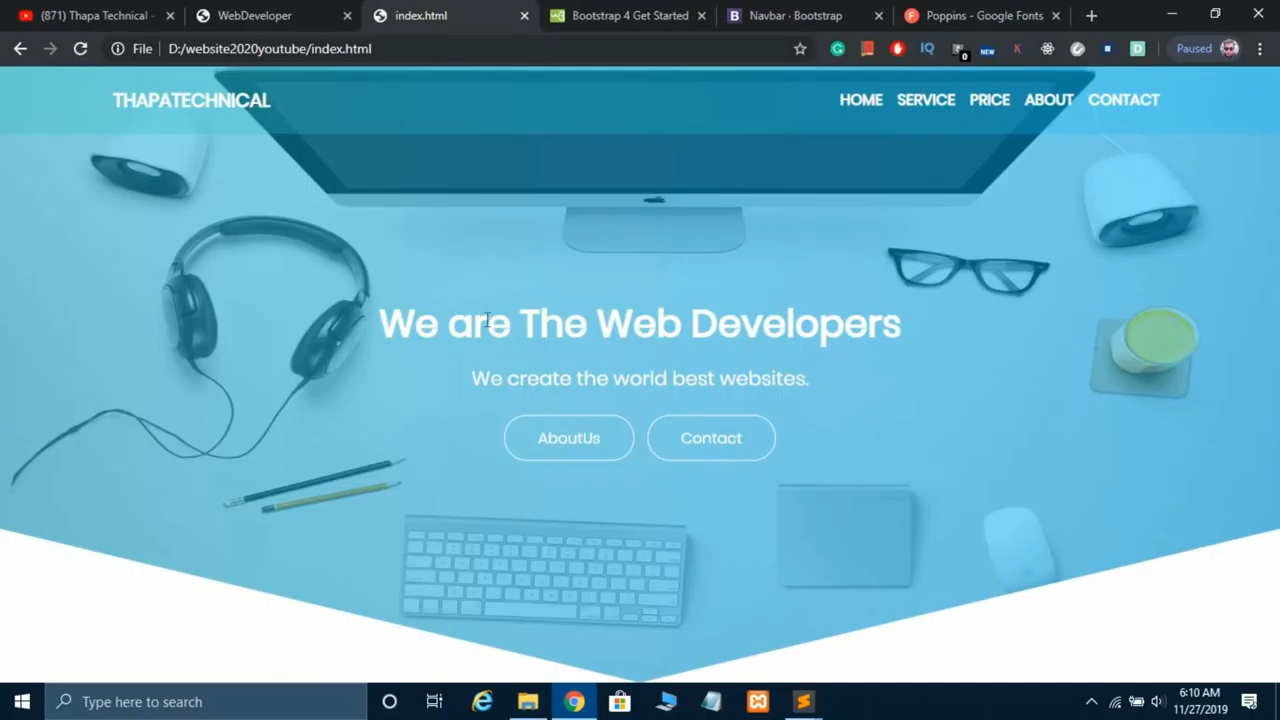 (871) Thapa Technical -
WebDeveloper
index.html
Bootstrap 4 Get Started
Navbar · Bootstrap
Poppins - Google Fonts
File
D:/website2020youtube/index.html
IQ
0
NEW
K
D
Paused
THAPATECHNICAL
HOME SERVICE PRICE ABOUT CONTACT
We are The Web Developers
We create the world best websites.
AboutUs
Contact
Type here to search
6:10 AM
11/27/2019